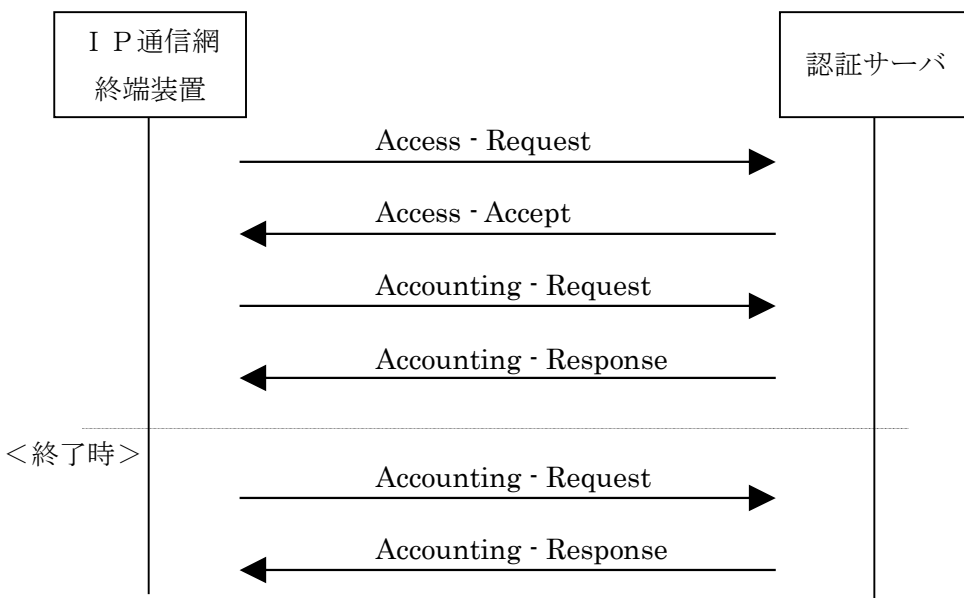 ＩＰ通信網
終端装置
認証サーバ
Access - Request
Access - Accept
Accounting - Request
Accounting - Response
＜終了時＞
Accounting - Request
Accounting - Response